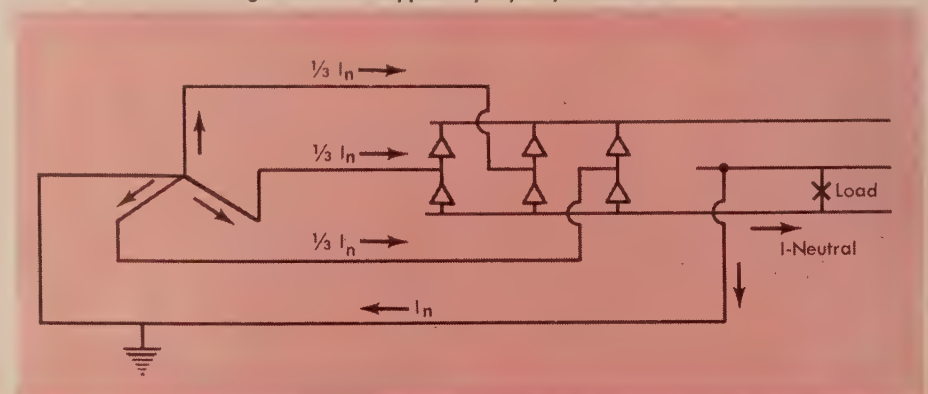 ⅓ Iₙ
⅓ Iₙ
Load
⅓ Iₙ
I-Neutral
Iₙ